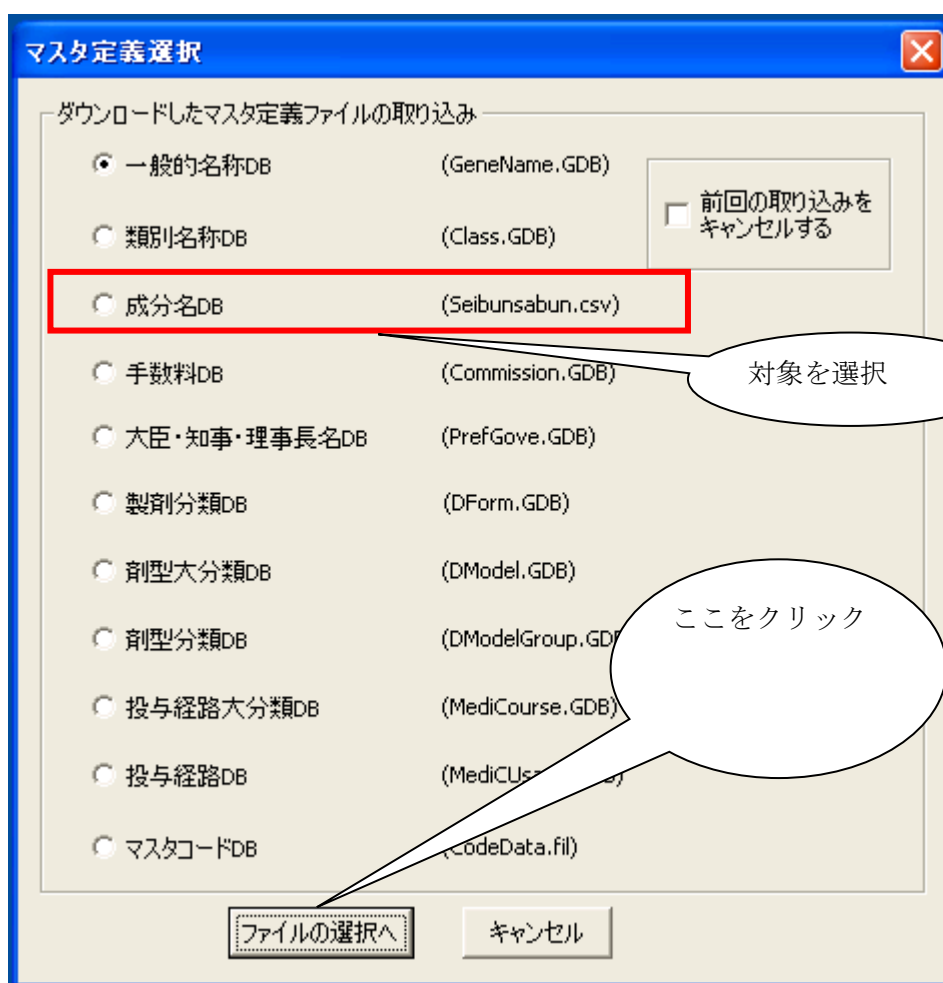 マスタ定義選択
ダウンロードしたマスタ定義ファイルの取り込み
一般的名称DB (GeneName.GDB)
前回の取り込みを
キャンセルする
類別名称DB (Class.GDB)
成分名DB (Seibunsabun.csv)
対象を選択
手数料DB (Commission.GDB)
大臣・知事・理事長名DB (PrefGove.GDB)
製剤分類DB (DForm.GDB)
剤型大分類DB (DModel.GDB)
ここをクリック
剤型分類DB (DModelGroup.GD
投与経路大分類DB (MediCourse.GDB)
投与経路DB
マスタコードDB (CodeData.fil)
ファイルの選択へ キャンセル